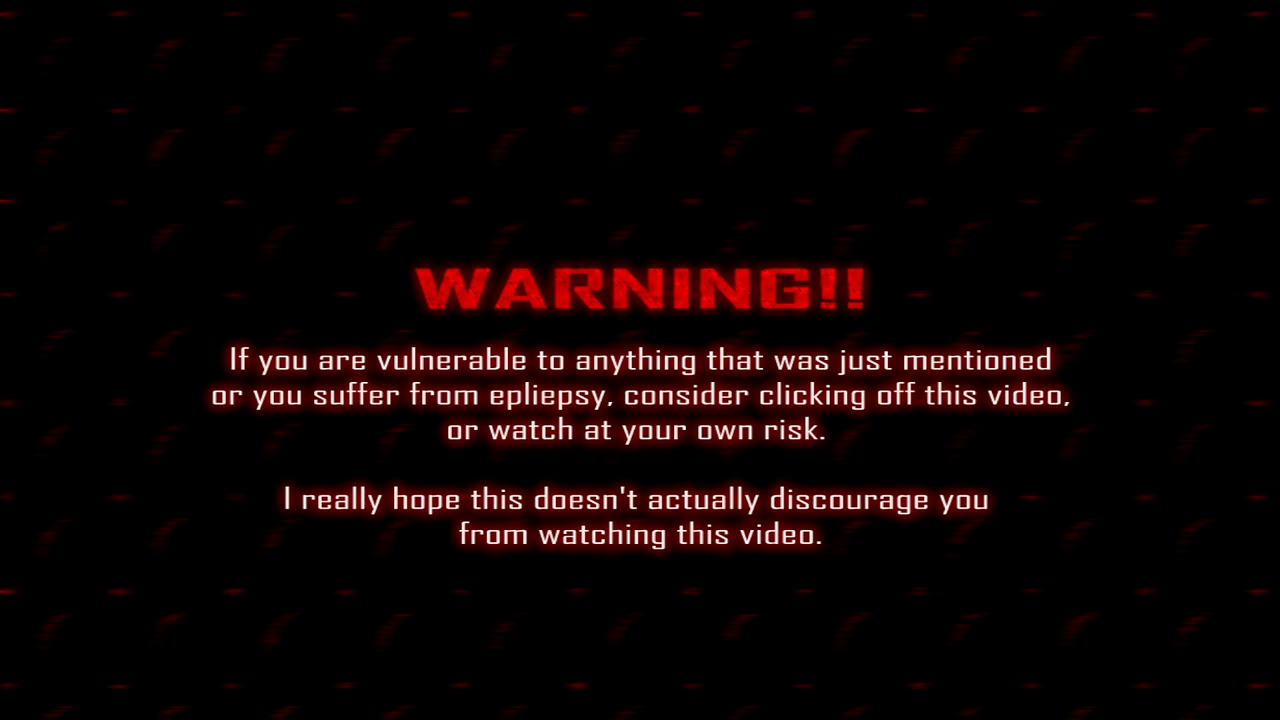 WARNING!!
If you are vulnerable to anything that was just mentioned
or you suffer from epliepsy, consider clicking off this video,
or watch at your own risk.
I really hope this doesn't actually discourage you
from watching this video.